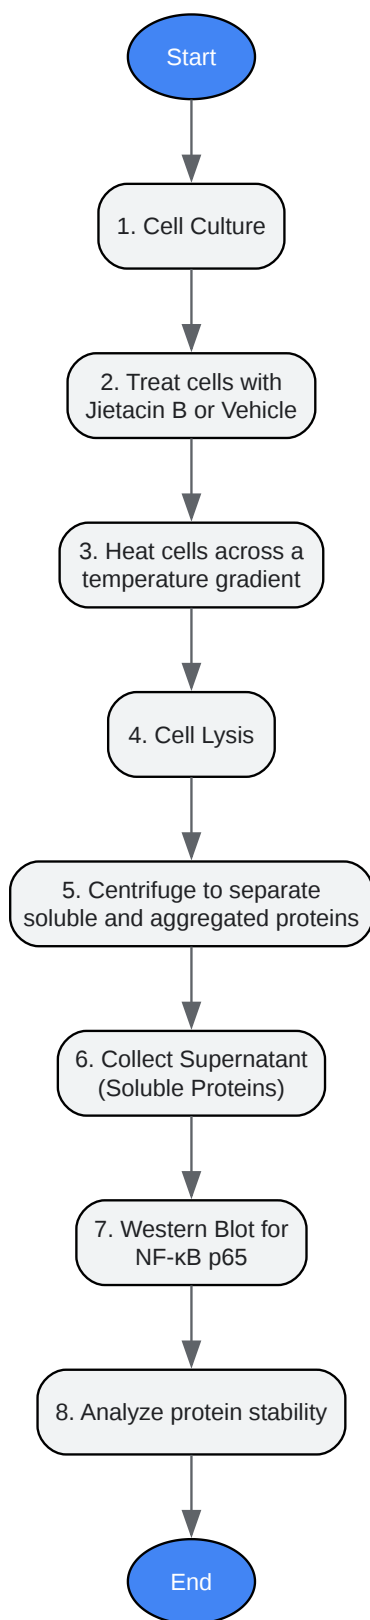 Start
1. Cell Culture
2. Treat cells with
Jietacin B or Vehicle
3. Heat cells across a
temperature gradient
4. Cell Lysis
5. Centrifuge to separate
soluble and aggregated proteins
6. Collect Supernatant
(Soluble Proteins)
7. Western Blot for
NF-κB p65
8. Analyze protein stability
End